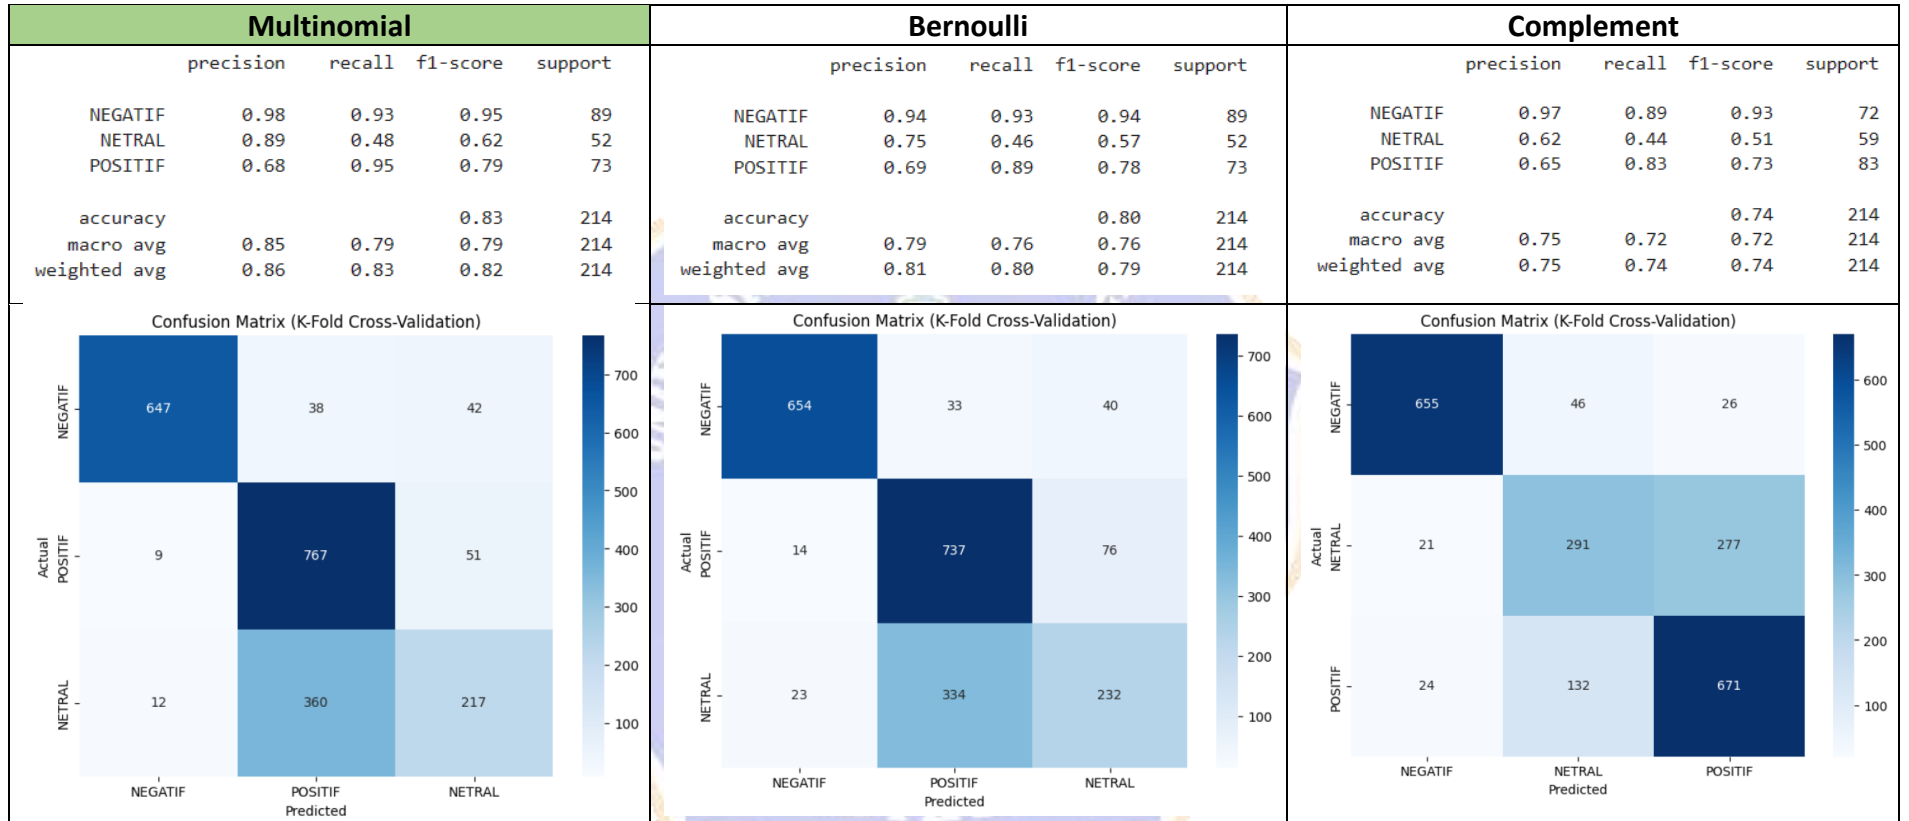 Multinomial
precision recall f1-score support
NEGATIF 0.98 0.93 0.95 89
NETRAL 0.89 0.48 0.62 52
POSITIF 0.68 0.95 0.79 73
accuracy 0.83 214
macro avg 0.85 0.79 0.79 214
weighted avg 0.86 0.83 0.82 214
Confusion Matrix (K-Fold Cross-Validation)
NEGATIF 647 38 42
POSITIF 9 767 51
NETRAL 12 360 217
Actual
NEGATIF POSITIF NETRAL
Predicted
700
600
500
400
300
200
100
Bernoulli
precision recall f1-score support
NEGATIF 0.94 0.93 0.94 89
NETRAL 0.75 0.46 0.57 52
POSITIF 0.69 0.89 0.78 73
accuracy 0.80 214
macro avg 0.79 0.76 0.76 214
weighted avg 0.81 0.80 0.79 214
Confusion Matrix (K-Fold Cross-Validation)
NEGATIF 654 33 40
POSITIF 14 737 76
NETRAL 23 334 232
Actual
NEGATIF POSITIF NETRAL
Predicted
700
600
500
400
300
200
100
Complement
precision recall f1-score support
NEGATIF 0.97 0.89 0.93 72
NETRAL 0.62 0.44 0.51 59
POSITIF 0.65 0.83 0.73 83
accuracy 0.74 214
macro avg 0.75 0.72 0.72 214
weighted avg 0.75 0.74 0.74 214
Confusion Matrix (K-Fold Cross-Validation)
NEGATIF 655 46 26
NETRAL 21 291 277
POSITIF 24 132 671
Actual
NEGATIF NETRAL POSITIF
Predicted
600
500
400
300
200
100